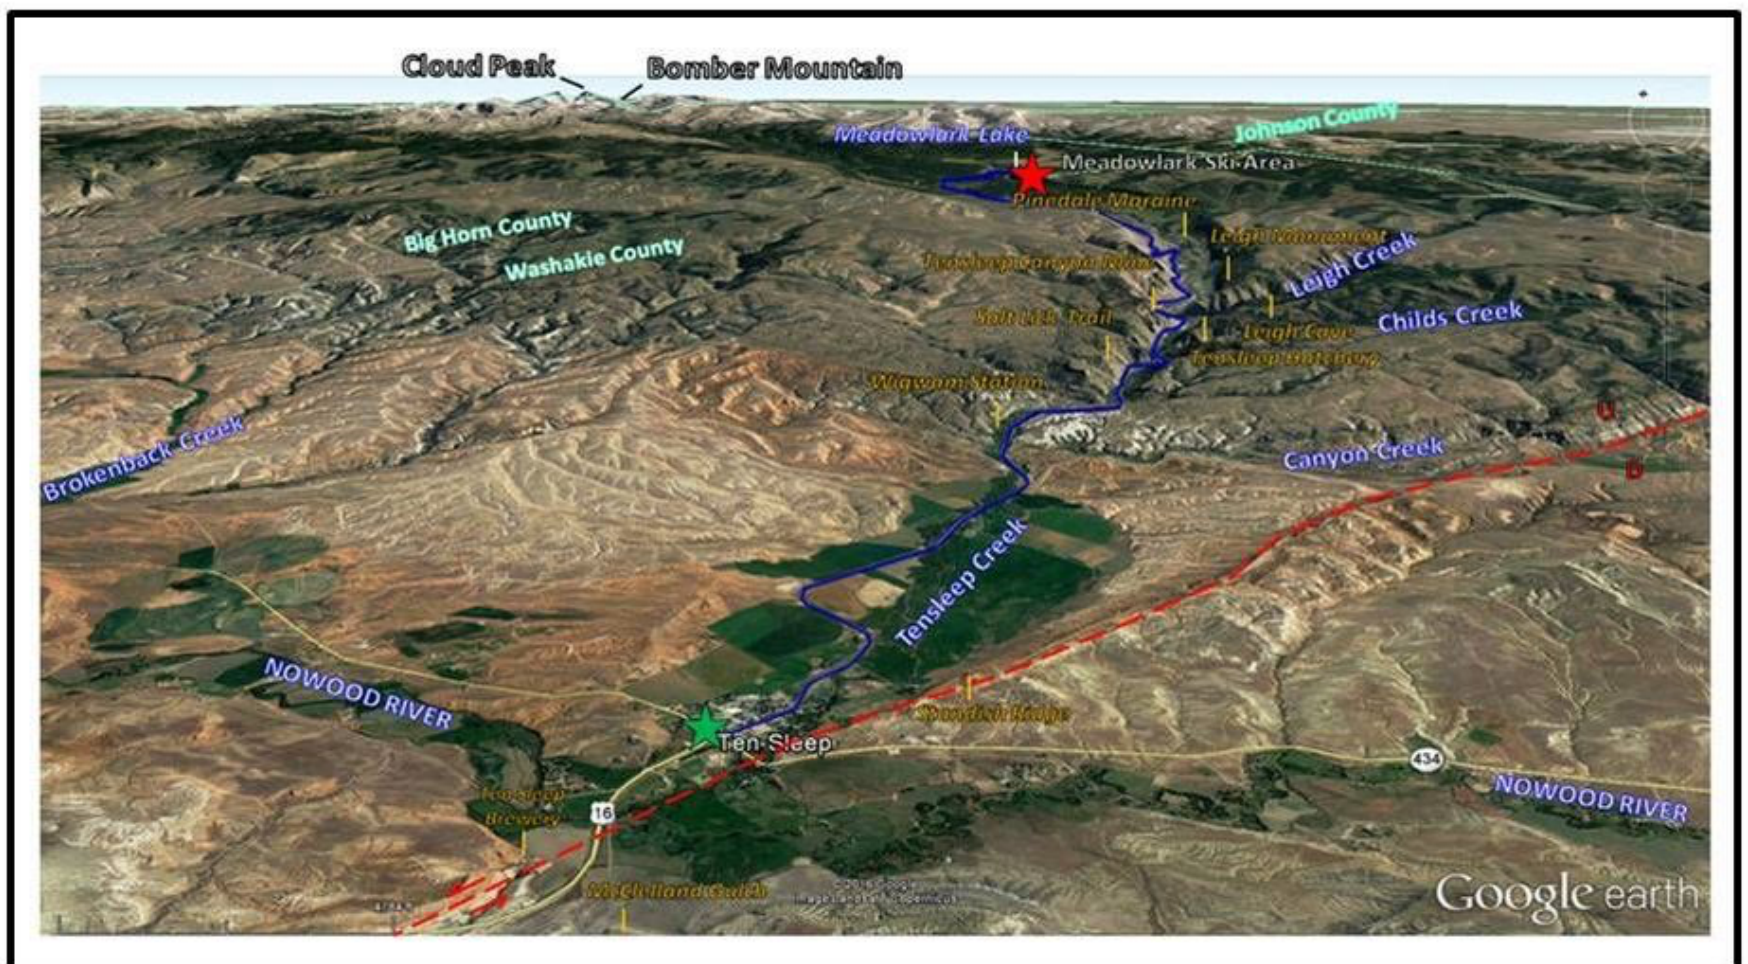 Cloud Peak
Bomber Mountain
Johnson County
Meadowlark Lake
Meadowlark Ski Area
Pinedale Moraine
Big Horn County
Washakie County
Leigh Monument
Leigh Creek
Tensleep Canyon
Salt Lick Trail
Childs Creek
Leigh Cave
Tensleep Hatchery
Wigwam Station
U
D
Brokenback Creek
Canyon Creek
Tensleep Creek
NOWOOD RIVER
Standish Ridge
Ten Sleep
434
NOWOOD RIVER
16
Ten Sleep
Brewery
McClelland Gulch
Google earth